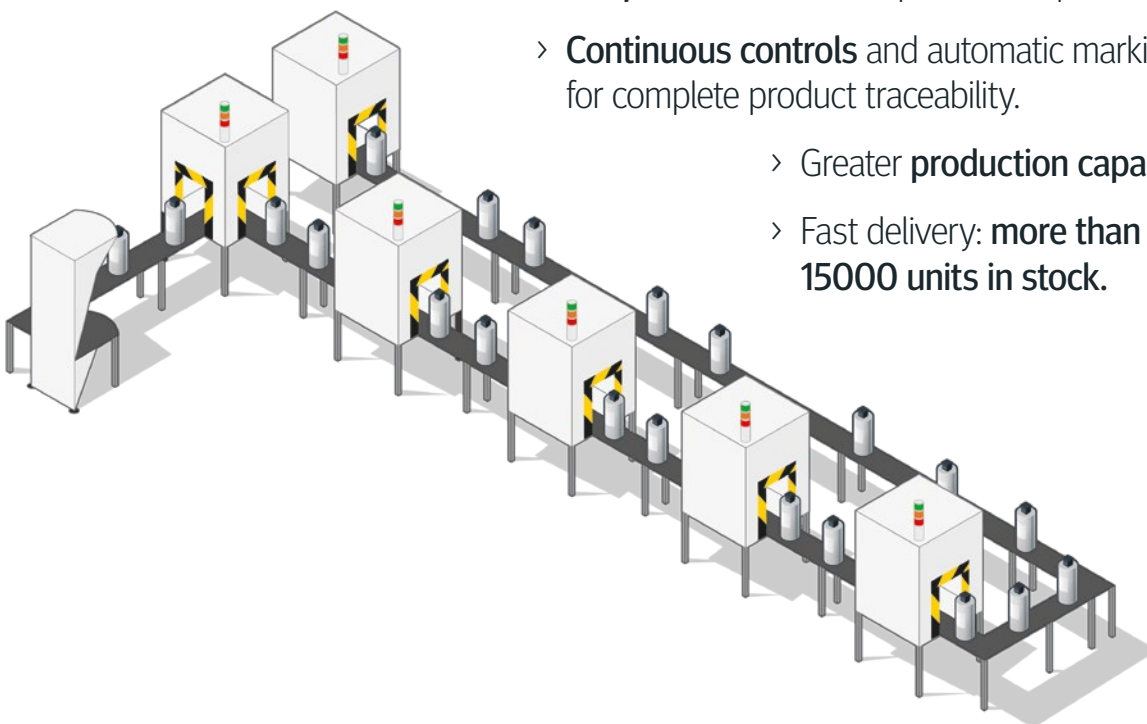 › Continuous controls and automatic marki
for complete product traceability.
› Greater production capa
› Fast delivery: more than
15000 units in stock.